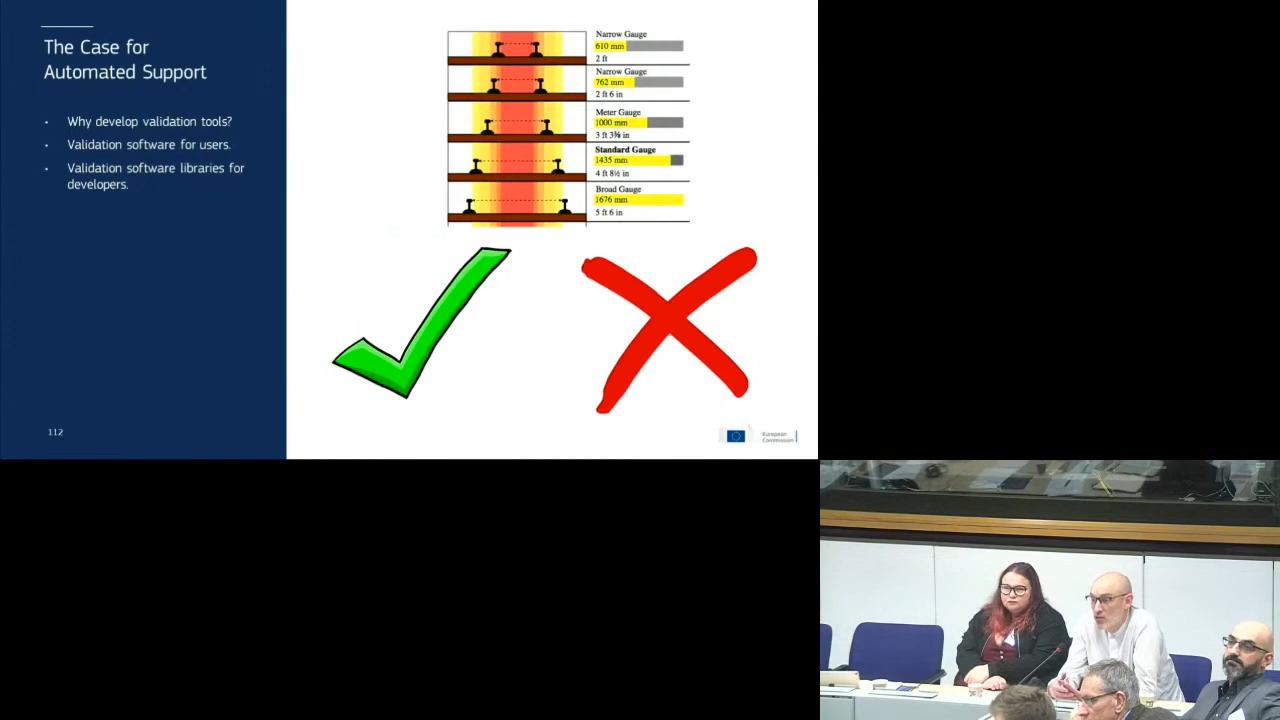 The Case for
Automated Support
• Why develop validation tools?
• Validation software for users.
• Validation software libraries for
developers.
112
Narrow Gauge
610 mm
2 ft
Narrow Gauge
762 mm
2 ft 6 in
Meter Gauge
1000 mm
3 ft 3⅜ in
Standard Gauge
1435 mm
4 ft 8½ in
Broad Gauge
1676 mm
5 ft 6 in
European
Commission